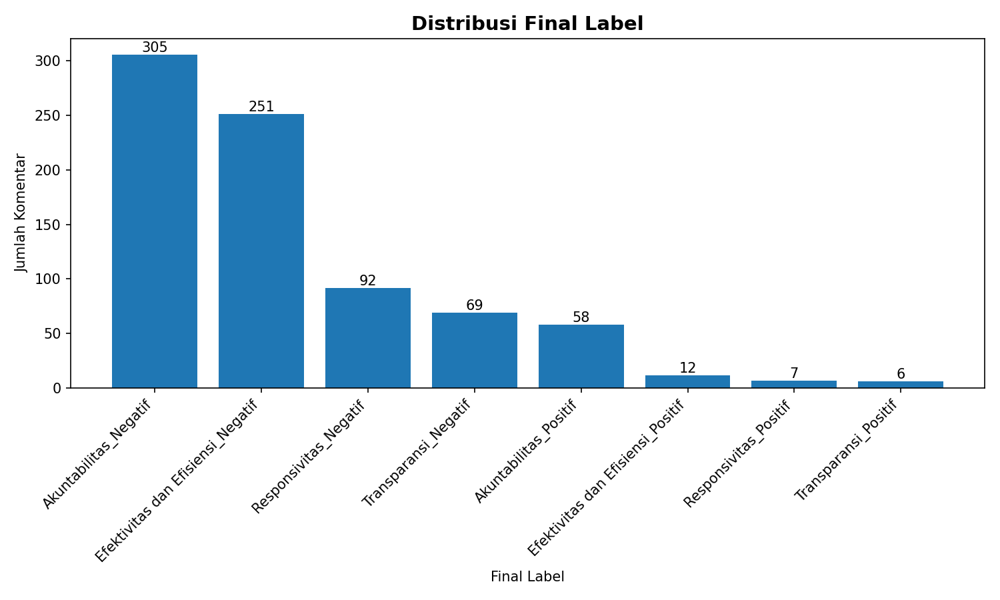 Distribusi Final Label
Jumlah Komentar
300
250
200
150
100
50
0
305
251
92
69
58
12
7
6
Akuntabilitas_Negatif
Efektivitas dan Efisiensi_Negatif
Responsivitas_Negatif
Transparansi_Negatif
Akuntabilitas_Positif
Efektivitas dan Efisiensi_Positif
Responsivitas_Positif
Transparansi_Positif
Final Label